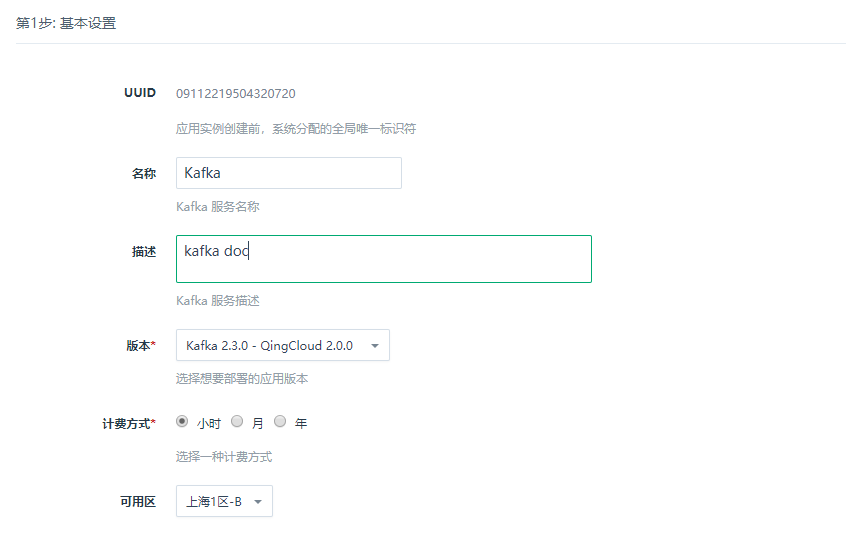 第1步: 基本设置
UUID 09112219504320720
应用实例创建前，系统分配的全局唯一标识符
名称 Kafka
Kafka 服务名称
描述 kafka doc
Kafka 服务描述
版本* Kafka 2.3.0 - QingCloud 2.0.0
选择想要部署的应用版本
计费方式* 小时 月 年
选择一种计费方式
可用区 上海1区-B